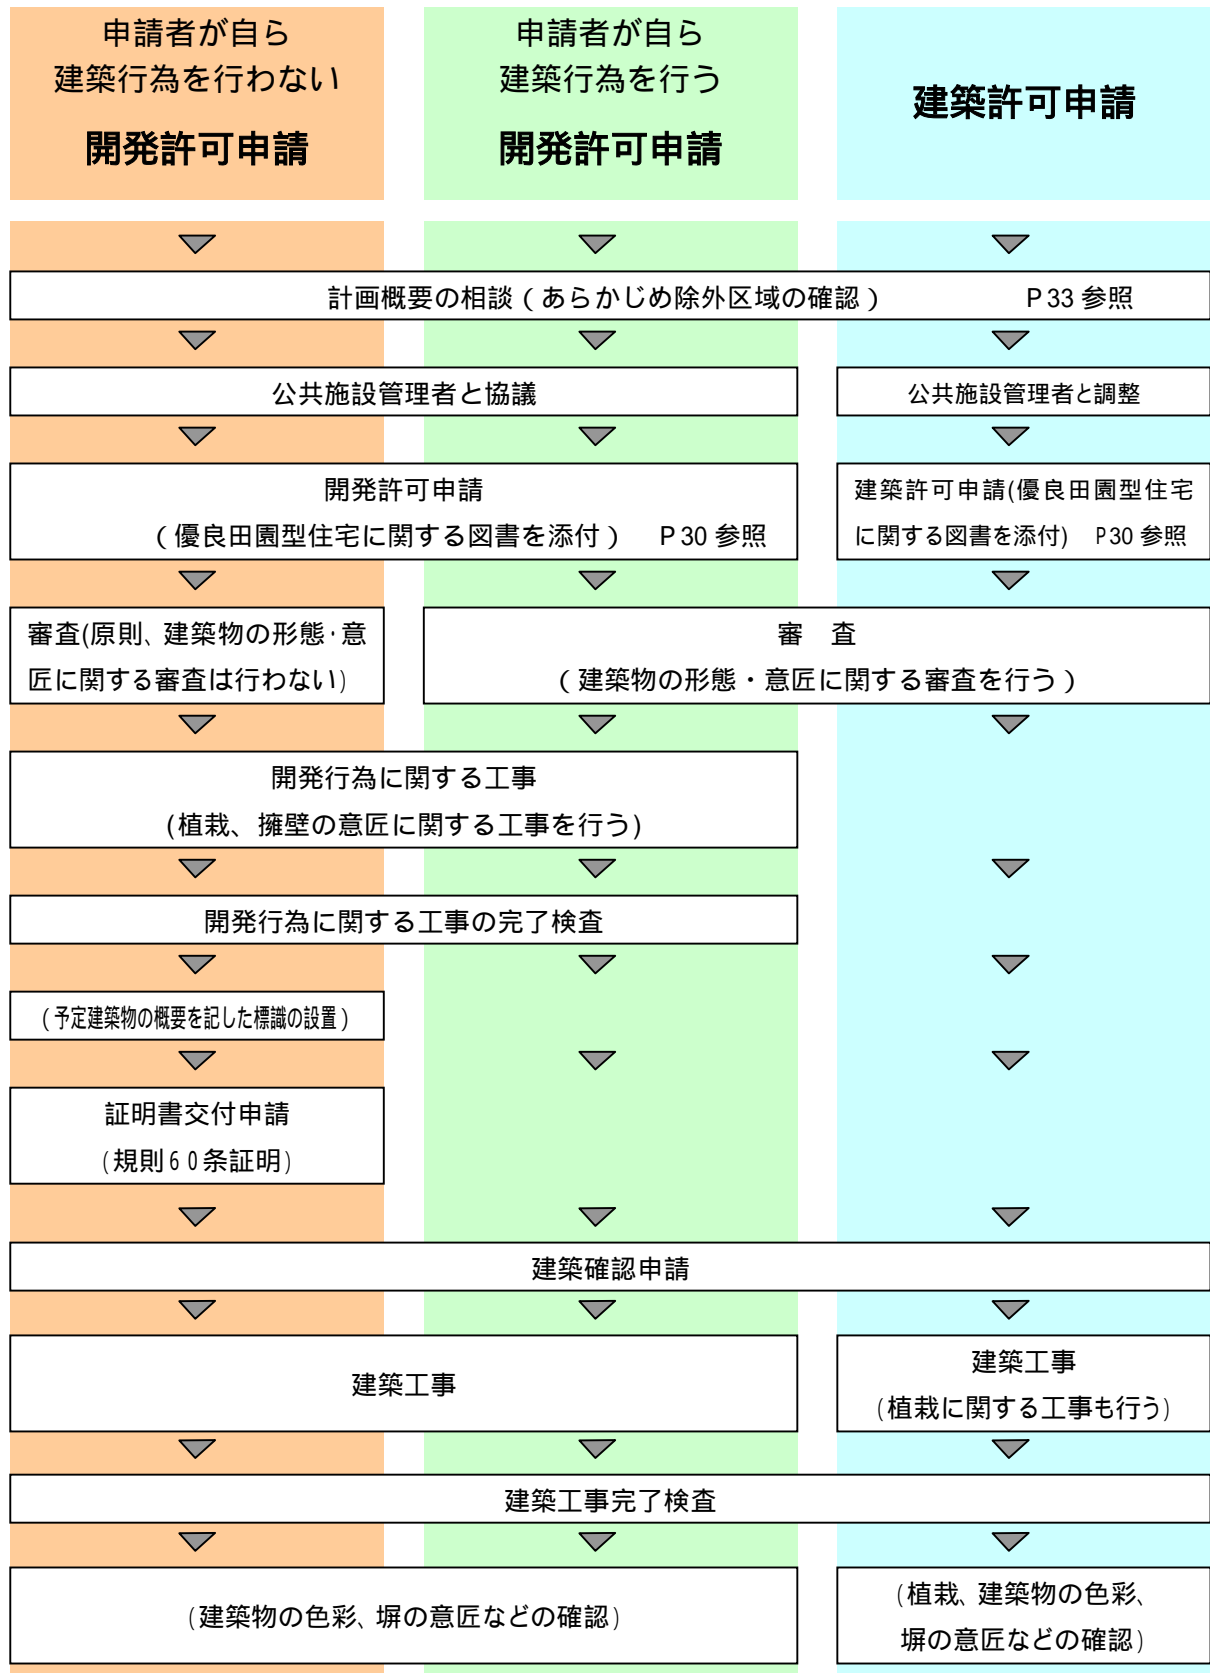 申請者が自ら
建築行為を行わない
開発許可申請
申請者が自ら
建築行為を行う
開発許可申請
建築許可申請
計画概要の相談（あらかじめ除外区域の確認） P33 参照
公共施設管理者と協議
公共施設管理者と調整
開発許可申請
（優良田園型住宅に関する図書を添付） P30 参照
建築許可申請(優良田園型住宅
に関する図書を添付) P30 参照
審査(原則、建築物の形態・意
匠に関する審査は行わない)
審　査
（建築物の形態・意匠に関する審査を行う）
開発行為に関する工事
(植栽、擁壁の意匠に関する工事を行う)
開発行為に関する工事の完了検査
(予定建築物の概要を記した標識の設置)
証明書交付申請
(規則６０条証明)
建築確認申請
建築工事
建築工事
(植栽に関する工事も行う)
建築工事完了検査
(建築物の色彩、塀の意匠などの確認)
(植栽、建築物の色彩、
塀の意匠などの確認)